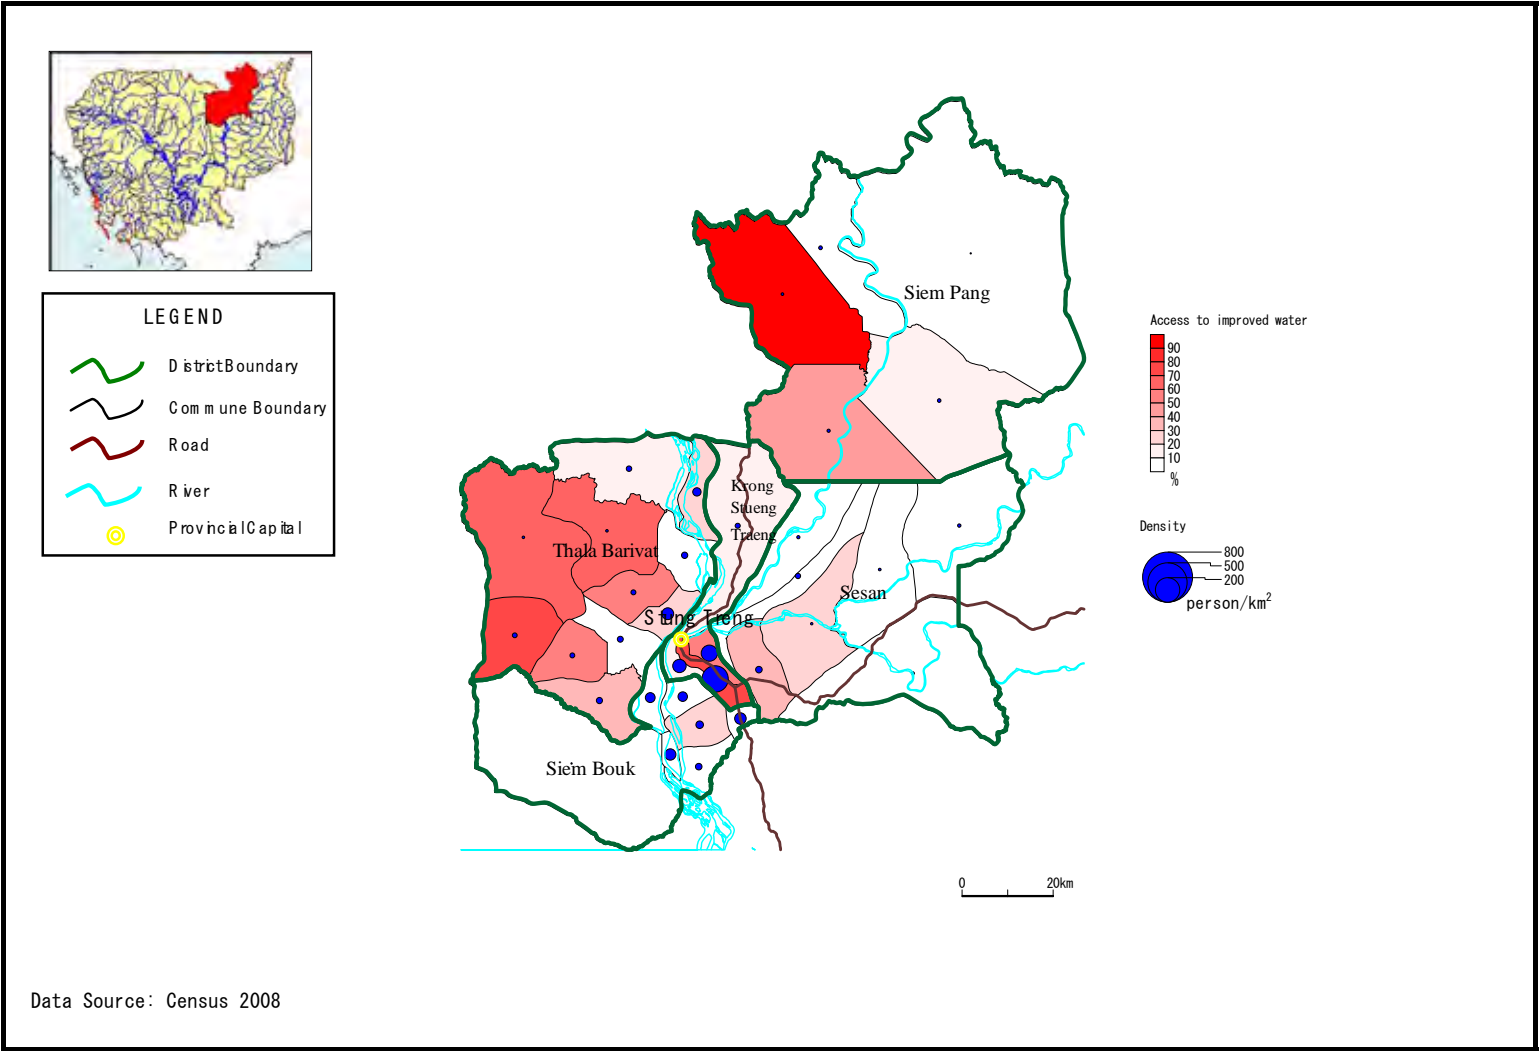 LEGEND
District Boundary
Commune Boundary
Road
River
Provincial Capital
Siem Pang
Krong
Stueng
Traeng
Thala Barivat
Stung Treng
Sesan
Siem Bouk
Access to improved water
90
80
70
60
50
40
30
20
10
%
Density
800
500
200
person/km²
0 20km
Data Source: Census 2008